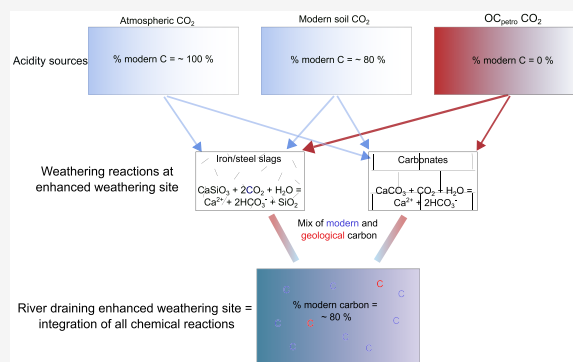 Atmospheric CO₂
Modern soil CO₂
OCpetro CO₂
Acidity sources
% modern C = ~ 100 %
% modern C = ~ 80 %
% modern C = 0 %
Weathering reactions at
enhanced weathering site
Iron/steel slags
CaSiO₃ + 2CO₂ + H₂O =
Ca²⁺ + 2HCO₃⁻ + SiO₂
Carbonates
CaCO₃ + CO₂ + H₂O =
Ca²⁺ + 2HCO₃⁻
Mix of modern and
geological carbon
River draining enhanced weathering site =
integration of all chemical reactions
% modern carbon =
~ 80 %
C
C
C
C
C
C
C
C
C
C